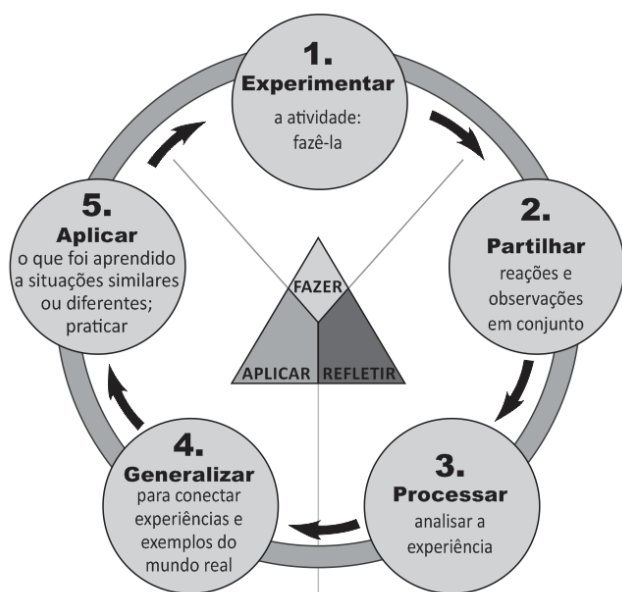 1.
Experimentar
a atividade:
fazê-la
2.
Partilhar
reações e
observações
em conjunto
3.
Processar
analisar a
experiência
4.
Generalizar
para conectar
experiências e
exemplos do
mundo real
5.
Aplicar
o que foi aprendido
a situações similares
ou diferentes;
praticar
FAZER
APLICAR REFLETIR